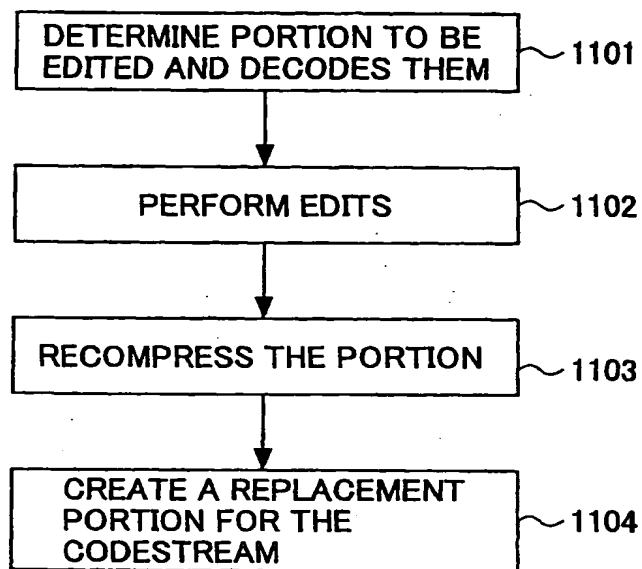 DETERMINE PORTION TO BE
EDITED AND DECODES THEM
1101
PERFORM EDITS
1102
RECOMPRESS THE PORTION
1103
CREATE A REPLACEMENT
PORTION FOR THE
CODESTREAM
1104